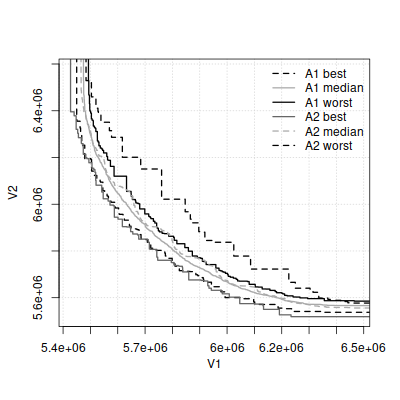 A1 best
A1 median
A1 worst
A2 best
A2 median
A2 worst
V2
5.6e+06
6e+06
6.4e+06
5.4e+06 5.7e+06 6e+06 6.2e+06 6.5e+06
V1